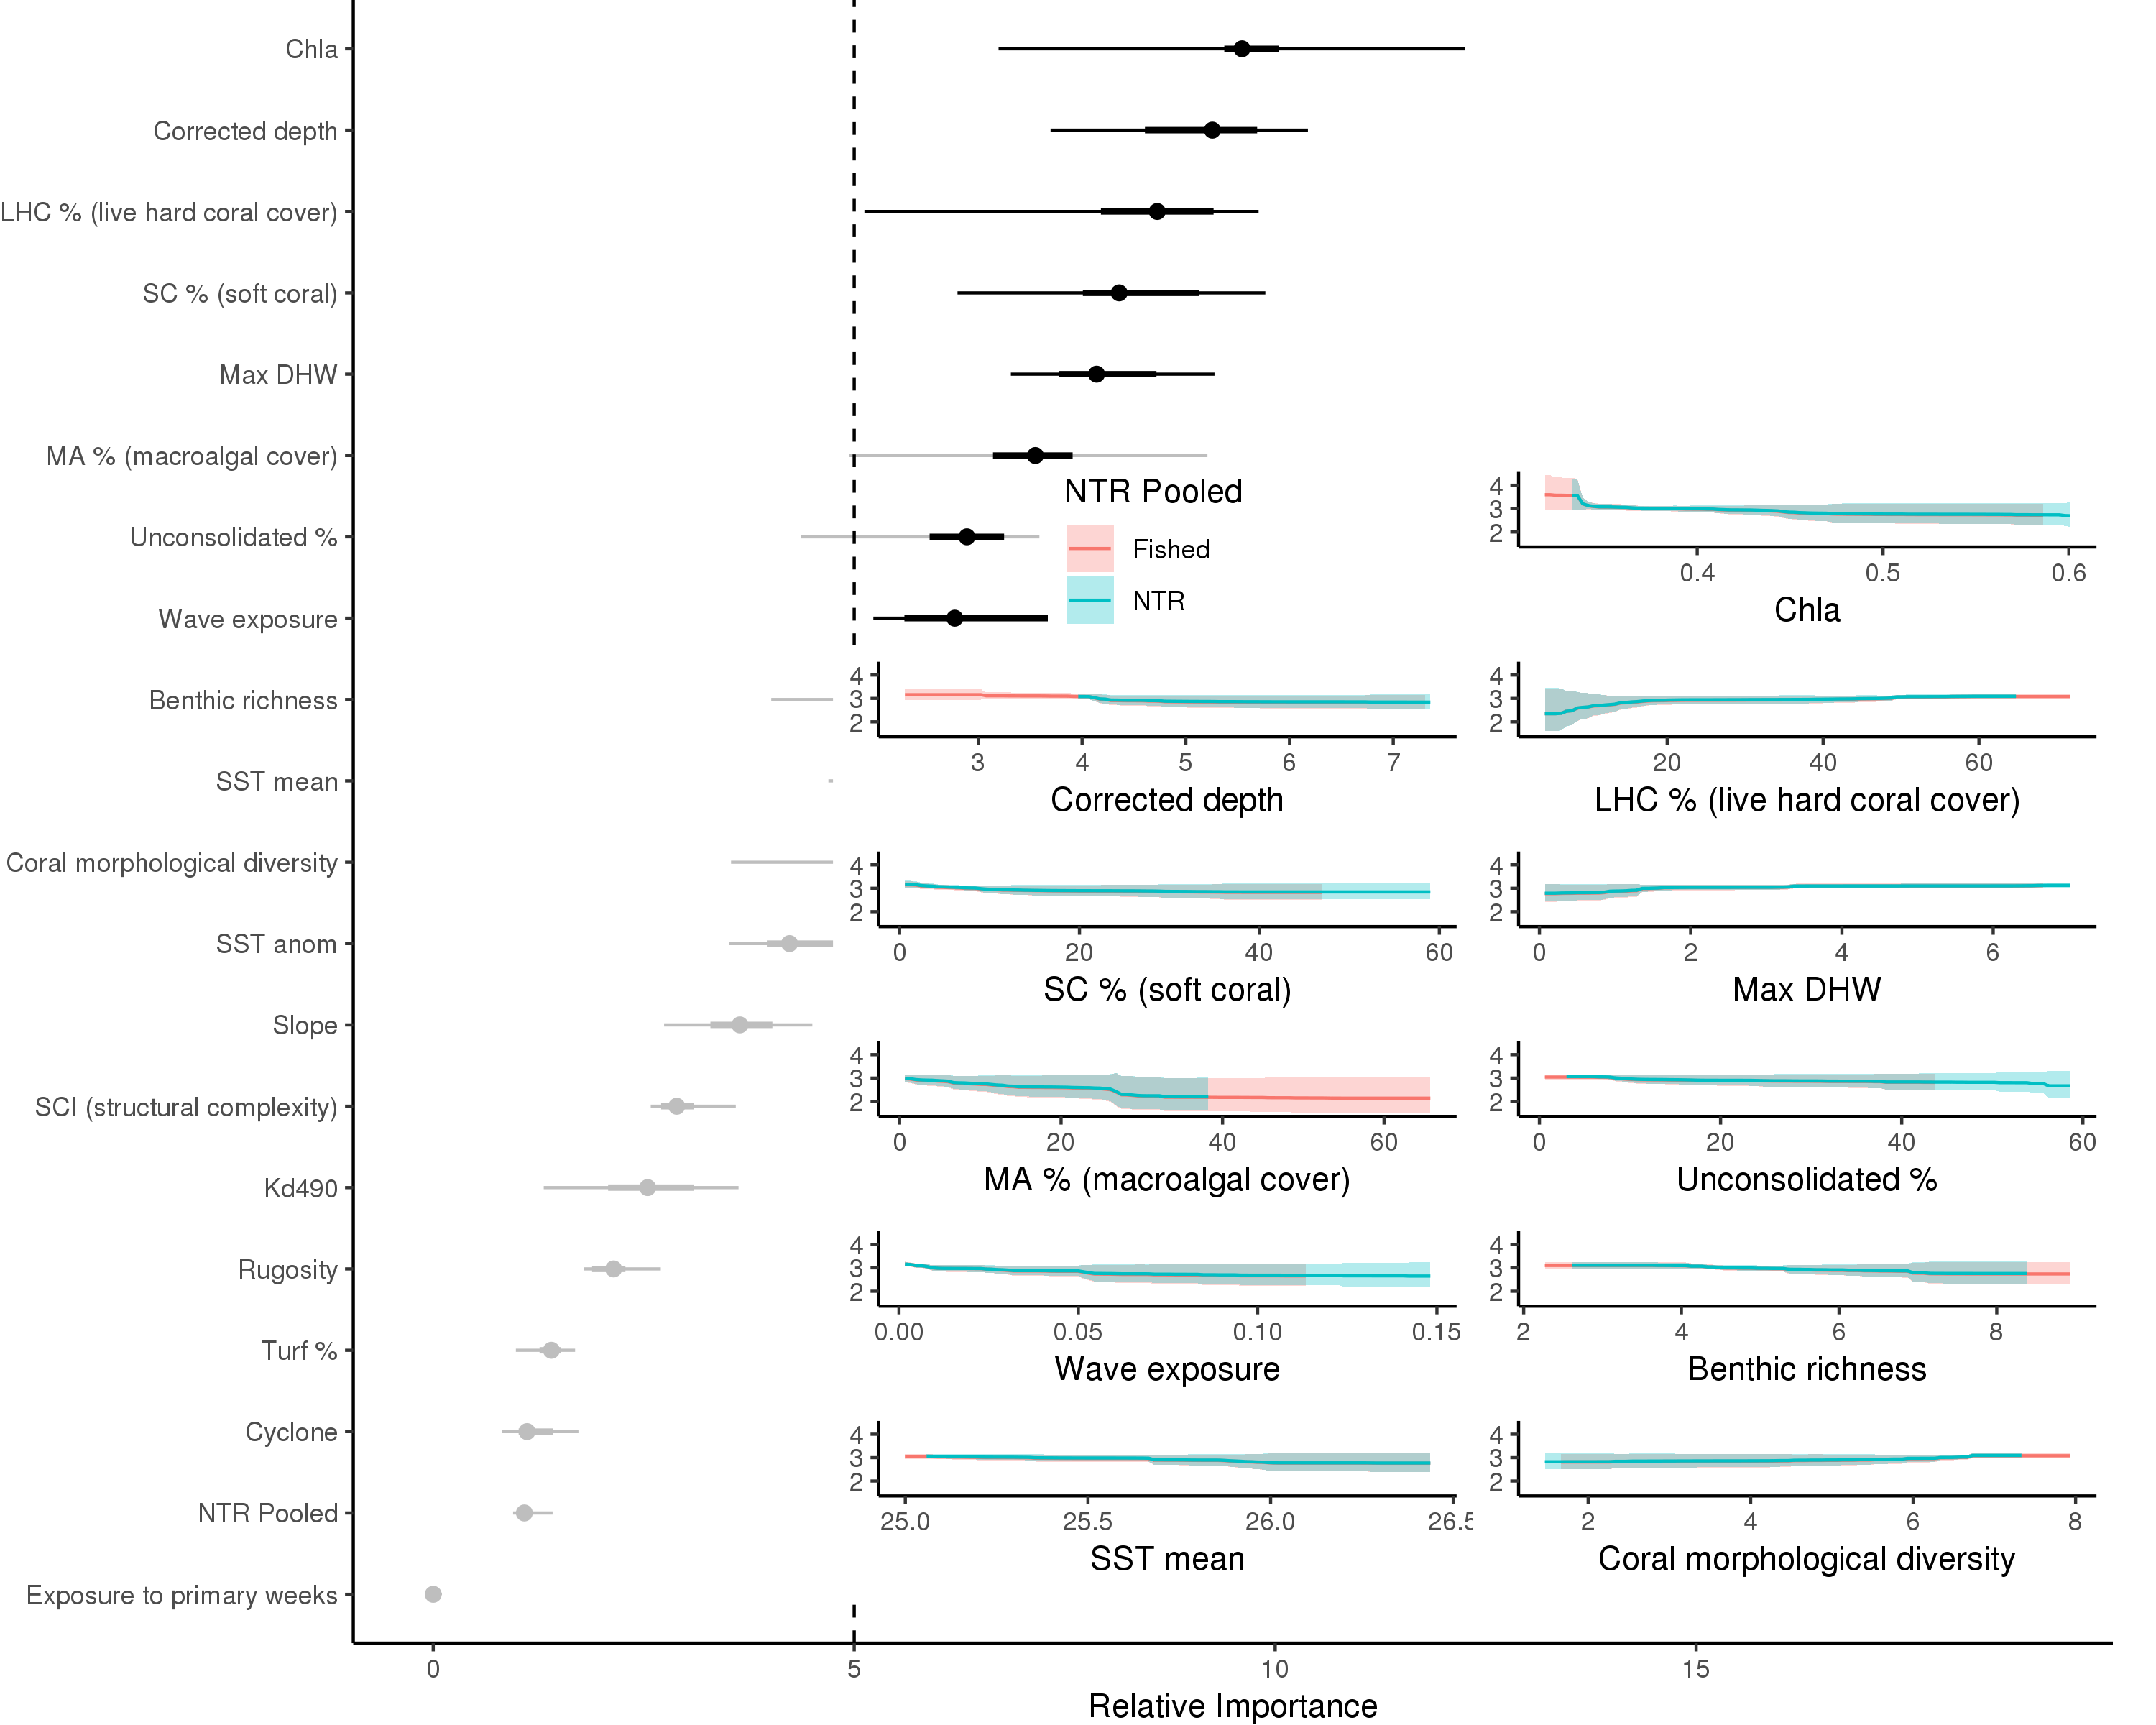 Chla
Corrected depth
LHC % (live hard coral cover)
SC % (soft coral)
Max DHW
MA % (macroalgal cover)
Unconsolidated %
Wave exposure
Benthic richness
SST mean
Coral morphological diversity
SST anom
Slope
SCI (structural complexity)
Kd490
Rugosity
Turf %
Cyclone
NTR Pooled
Exposure to primary weeks
0 5 10 15
Relative Importance
NTR Pooled
Fished
NTR
4
3
2
0.4 0.5 0.6
Chla
4
3
2
3 4 5 6 7
Corrected depth
4
3
2
20 40 60
LHC % (live hard coral cover)
4
3
2
0 20 40 60
SC % (soft coral)
4
3
2
0 2 4 6
Max DHW
4
3
2
0 20 40 60
MA % (macroalgal cover)
4
3
2
0 20 40 60
Unconsolidated %
4
3
2
0.00 0.05 0.10 0.15
Wave exposure
4
3
2
2 4 6 8
Benthic richness
4
3
2
25.0 25.5 26.0 26.5
SST mean
4
3
2
2 4 6 8
Coral morphological diversity